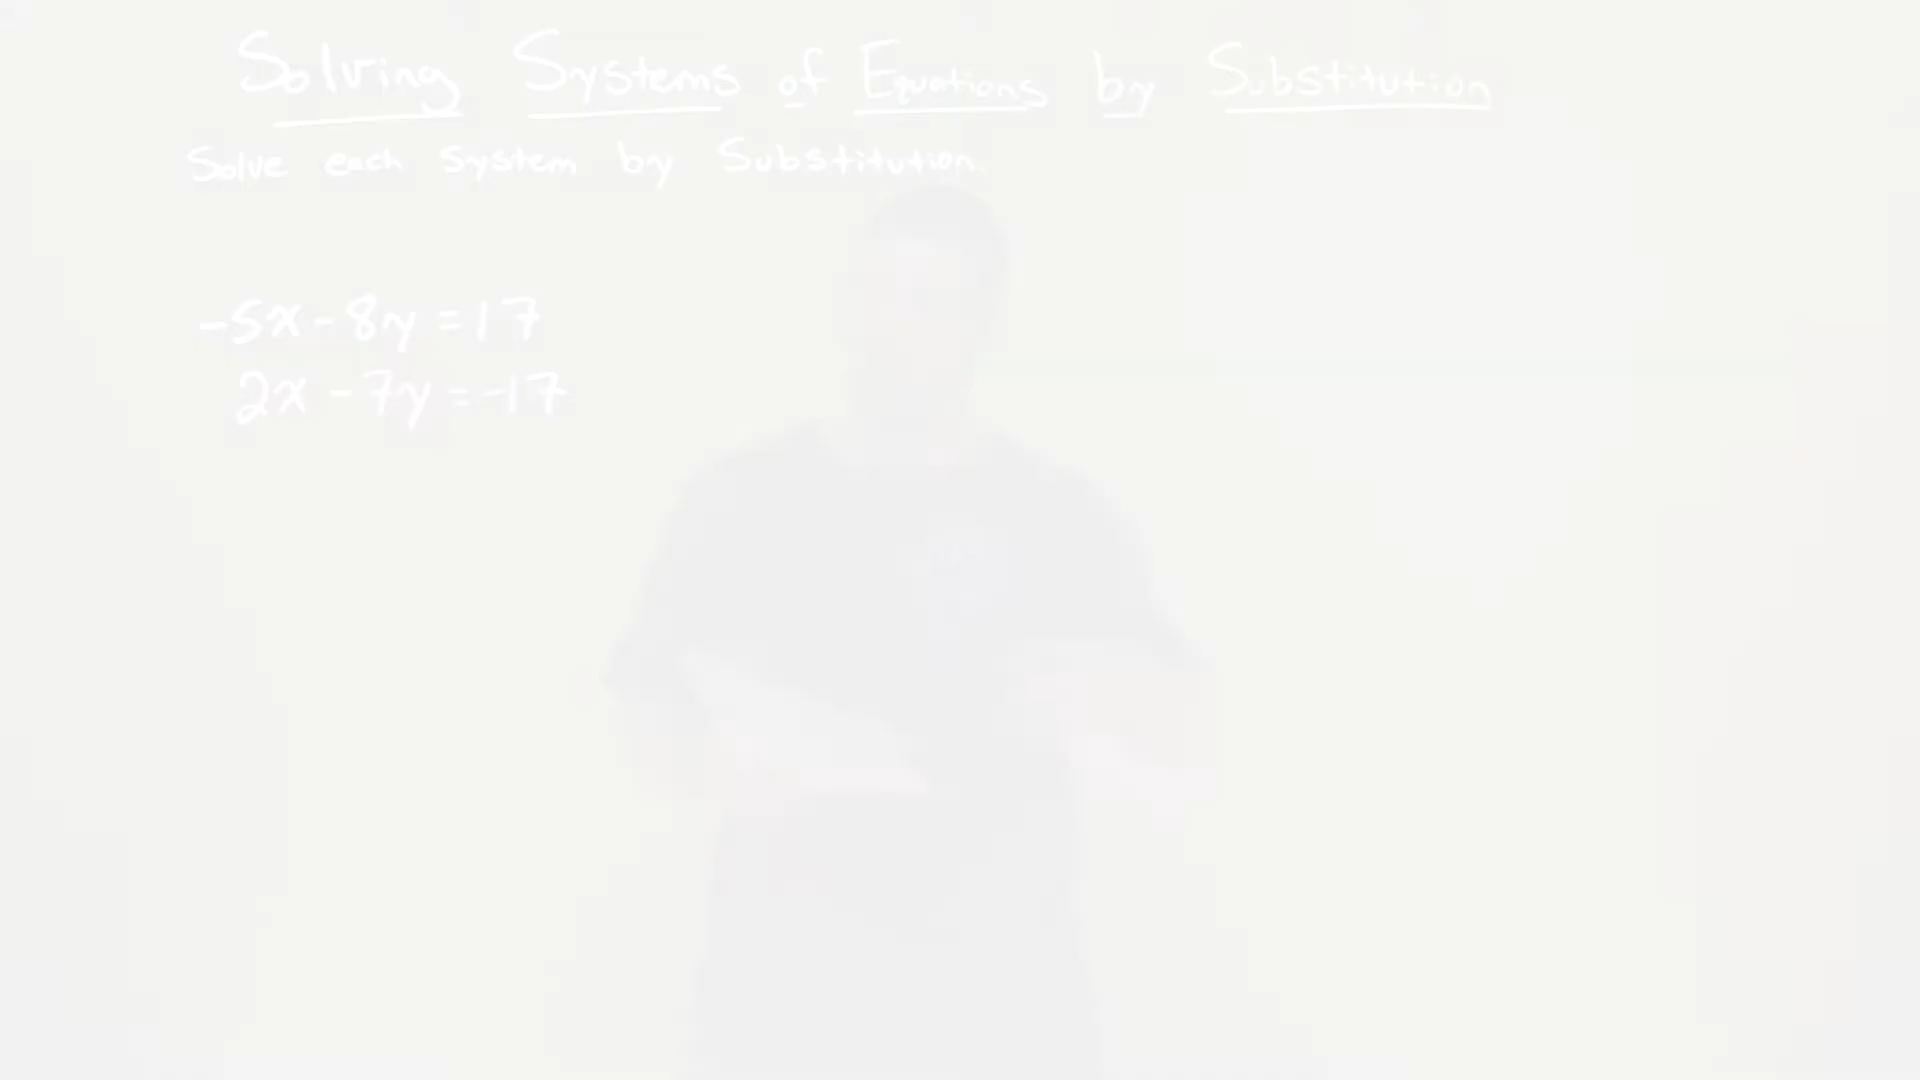 Solving Systems of Equations by Substitution
Solve each system by Substitution.
-5x-8y=17
2x-7y=-17